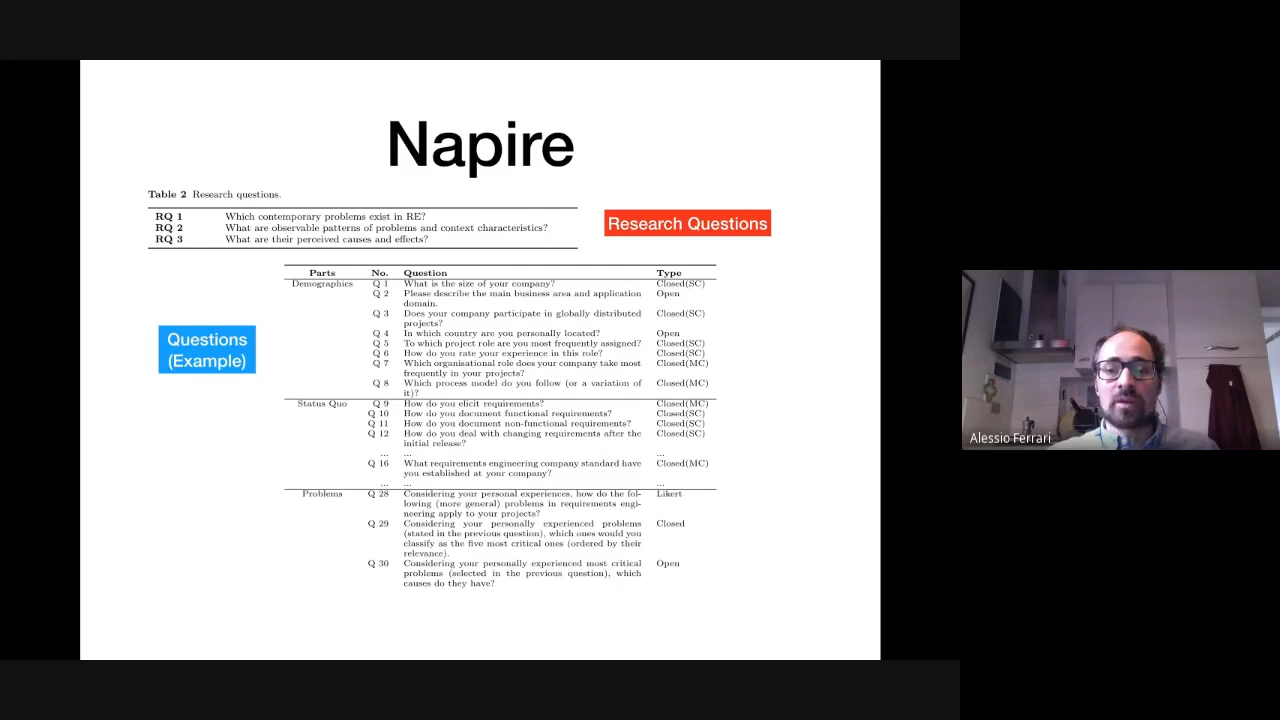 Napire
Table 2 Research questions.
RQ 1 Which contemporary problems exist in RE?
RQ 2 What are observable patterns of problems and context characteristics?
RQ 3 What are their perceived causes and effects?
Research Questions
Questions
(Example)
Parts No. Question Type
Demographics Q 1 What is the size of your company? Closed(SC)
Q 2 Please describe the main business area and application Open
domain.
Q 3 Does your company participate in globally distributed Closed(SC)
projects?
Q 4 In which country are you personally located? Open
Q 5 To which project role are you most frequently assigned? Closed(SC)
Q 6 How do you rate your experience in this role? Closed(SC)
Q 7 Which organisational role does your company take most Closed(MC)
frequently in your projects?
Q 8 Which process model do you follow (or a variation of Closed(MC)
it)?
Status Quo Q 9 How do you elicit requirements? Closed(MC)
Q 10 How do you document functional requirements? Closed(SC)
Q 11 How do you document non-functional requirements? Closed(SC)
Q 12 How do you deal with changing requirements after the Closed(SC)
initial release?
... ... ...
Q 16 What requirements engineering company standard have Closed(MC)
you established at your company?
... ... ...
Problems Q 28 Considering your personal experiences, how do the fol- Likert
lowing (more general) problems in requirements engi-
neering apply to your projects?
Q 29 Considering your personally experienced problems Closed
(stated in the previous question), which ones would you
classify as the five most critical ones (ordered by their
relevance).
Q 30 Considering your personally experienced most critical Open
problems (selected in the previous question), which
causes do they have?
Alessio Ferrari